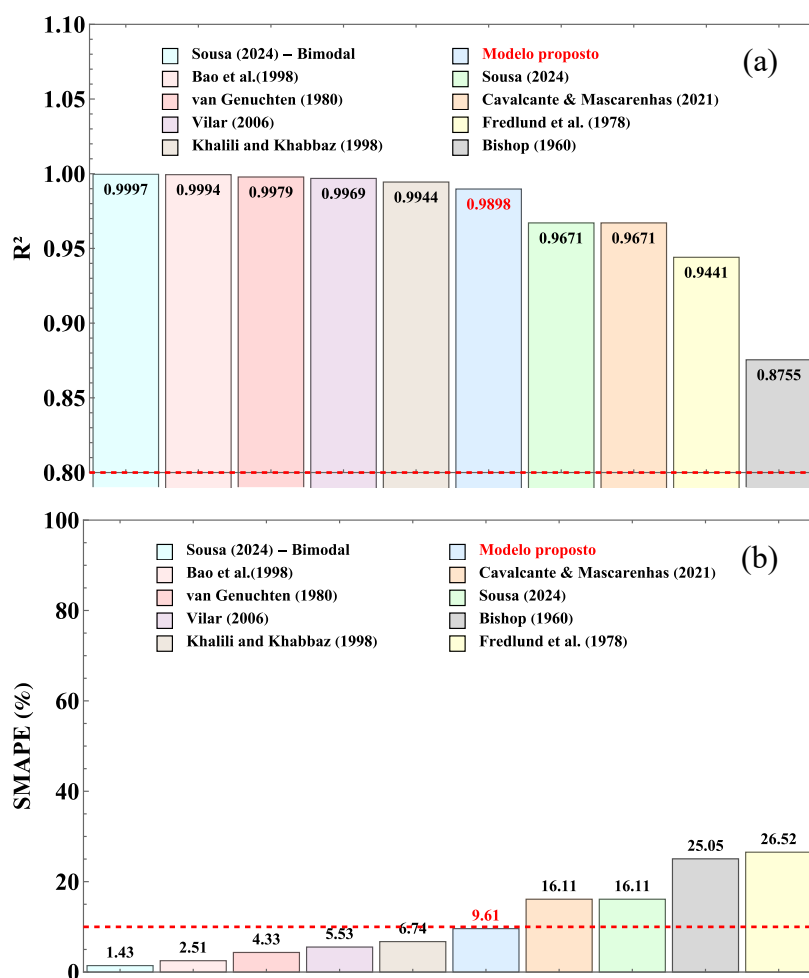 1.10
1.05
1.00
0.95
0.90
0.85
0.80
R²
(a)
Sousa (2024) – Bimodal
Bao et al.(1998)
van Genuchten (1980)
Vilar (2006)
Khalili and Khabbaz (1998)
Modelo proposto
Sousa (2024)
Cavalcante & Mascarenhas (2021)
Fredlund et al. (1978)
Bishop (1960)
0.9997
0.9994
0.9979
0.9969
0.9944
0.9898
0.9671
0.9671
0.9441
0.8755
100
80
60
40
20
0
SMAPE (%)
(b)
Sousa (2024) – Bimodal
Bao et al.(1998)
van Genuchten (1980)
Vilar (2006)
Khalili and Khabbaz (1998)
Modelo proposto
Cavalcante & Mascarenhas (2021)
Sousa (2024)
Bishop (1960)
Fredlund et al. (1978)
1.43
2.51
4.33
5.53
6.74
9.61
16.11
16.11
25.05
26.52